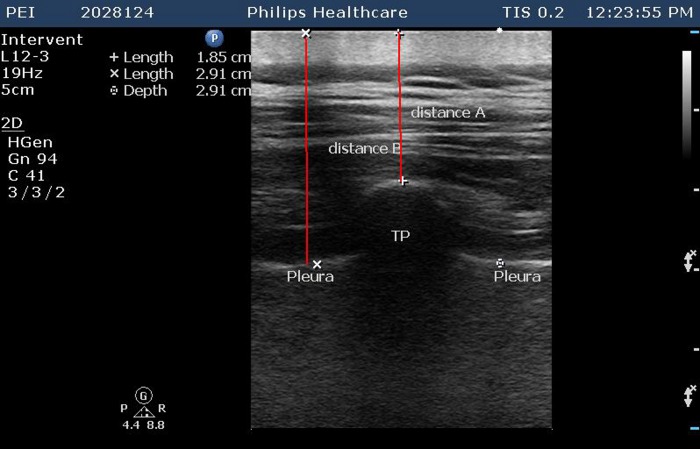 PEI 2028124 Philips Healthcare TIS 0.2 12:23:55 PM
Intervent
L12-3
19Hz
5cm
P
+ Length 1.85 cm
× Length 2.91 cm
Depth 2.91 cm
2D
HGen
Gn 94
C 41
3/3/2
distance A
distance B
TP
Pleura
Pleura
G
P R
4.4 8.8